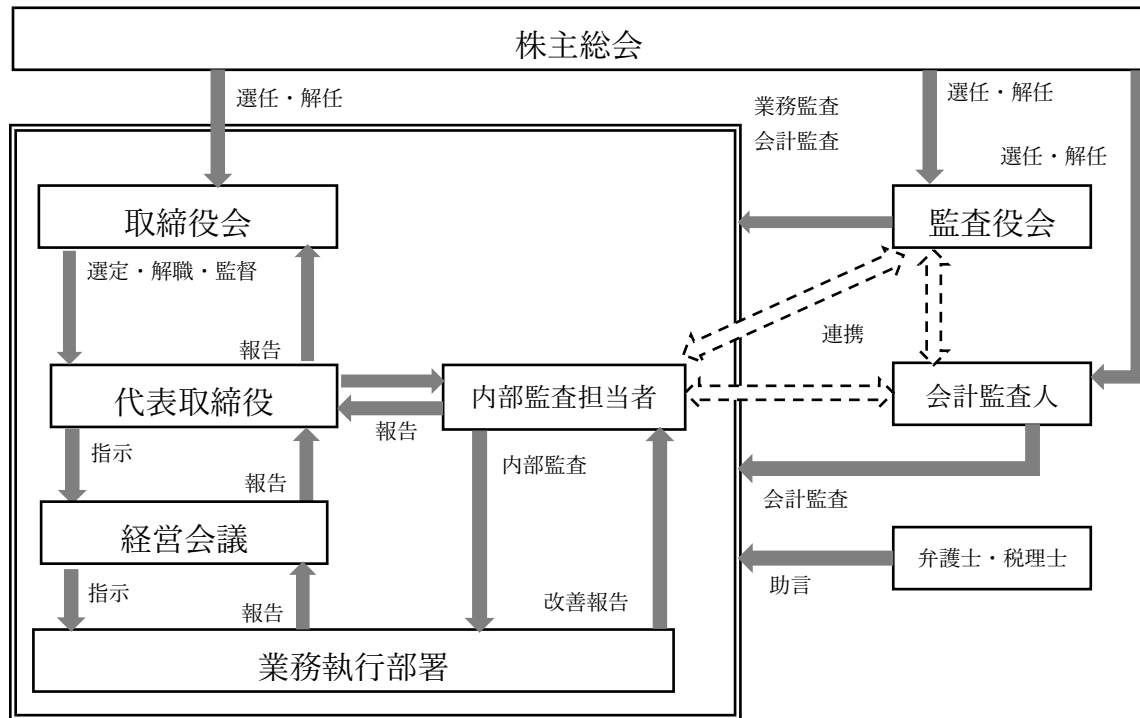 株主総会
選任・解任
選任・解任
業務監査
会計監査
選任・解任
取締役会
監査役会
選定・解職・監督
連携
報告
代表取締役
内部監査担当者
会計監査人
報告
指示
内部監査
報告
会計監査
経営会議
弁護士・税理士
助言
指示
報告
改善報告
業務執行部署